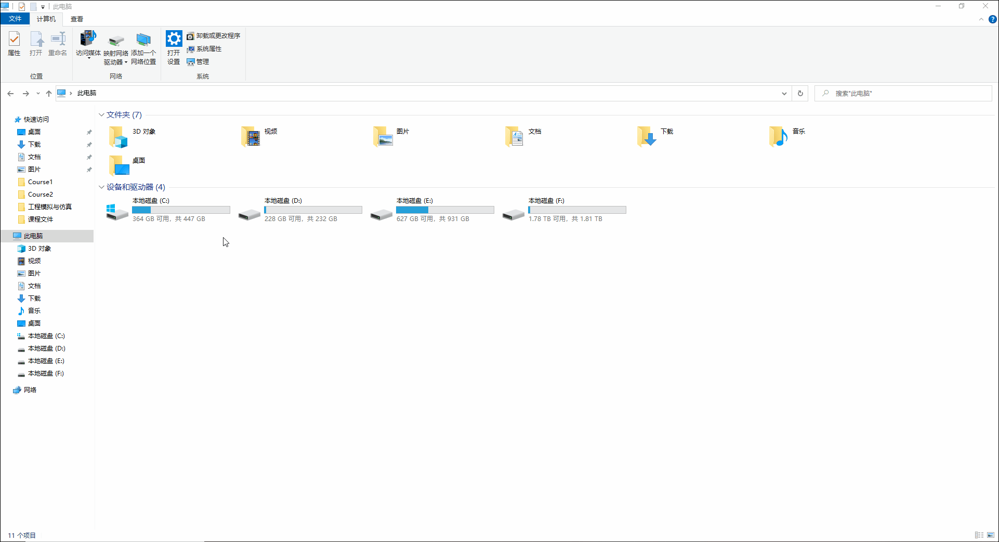 此电脑
文件 计算机 查看
属性 打开 重命名 访问媒体 映射网络驱动器 添加一个网络位置 打开设置 卸载或更改程序
系统属性
管理
位置 网络 系统
此电脑 搜索"此电脑"
快速访问
桌面
下载
文档
图片
Course1
Course2
工程模拟与仿真
课程文件
此电脑
3D 对象
视频
图片
文档
下载
音乐
桌面
本地磁盘 (C:)
本地磁盘 (D:)
本地磁盘 (E:)
本地磁盘 (F:)
网络
文件夹 (7)
3D 对象 视频 图片 文档 下载 音乐
桌面
设备和驱动器 (4)
本地磁盘 (C:)
364 GB 可用，共 447 GB
本地磁盘 (D:)
228 GB 可用，共 232 GB
本地磁盘 (E:)
627 GB 可用，共 931 GB
本地磁盘 (F:)
1.78 TB 可用，共 1.81 TB
11 个项目